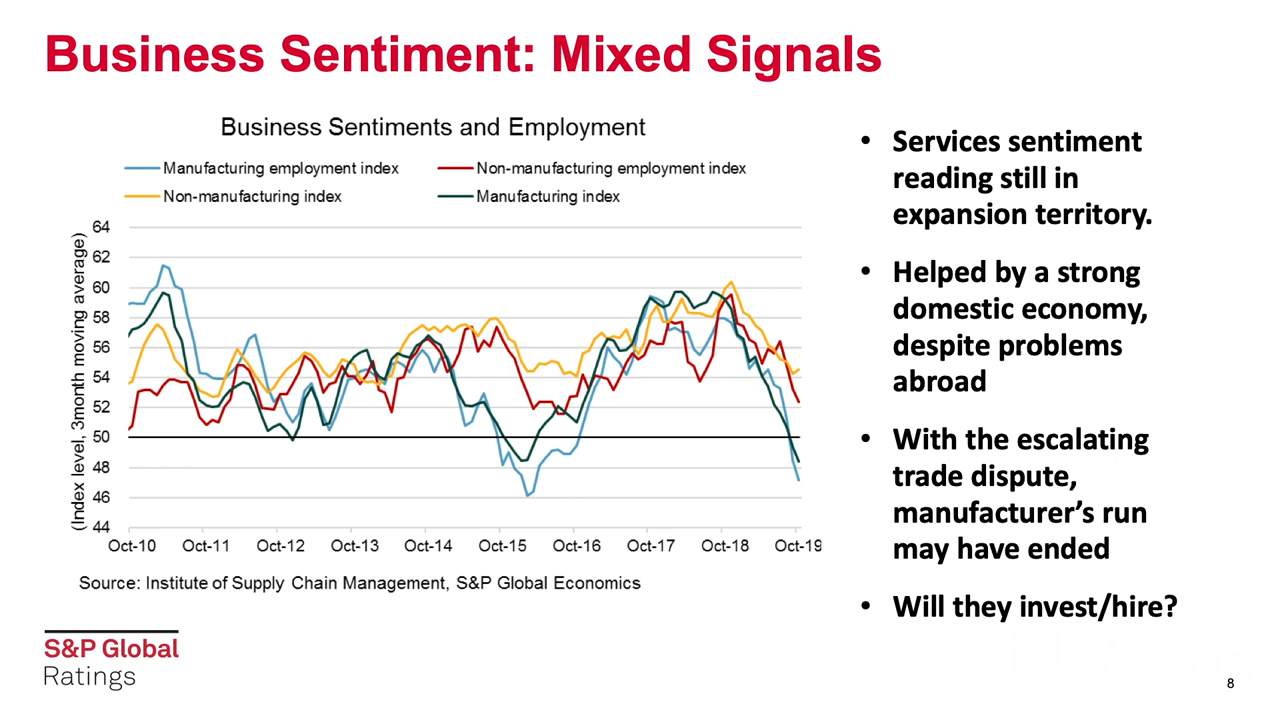 Business Sentiment: Mixed Signals
Business Sentiments and Employment
Manufacturing employment index
Non-manufacturing employment index
Non-manufacturing index
Manufacturing index
(Index level, 3month moving average)
64
62
60
58
56
54
52
50
48
46
44
Oct-10 Oct-11 Oct-12 Oct-13 Oct-14 Oct-15 Oct-16 Oct-17 Oct-18 Oct-19
Source: Institute of Supply Chain Management, S&P Global Economics
• Services sentiment
reading still in
expansion territory.
• Helped by a strong
domestic economy,
despite problems
abroad
• With the escalating
trade dispute,
manufacturer’s run
may have ended
• Will they invest/hire?
S&P Global
Ratings
8